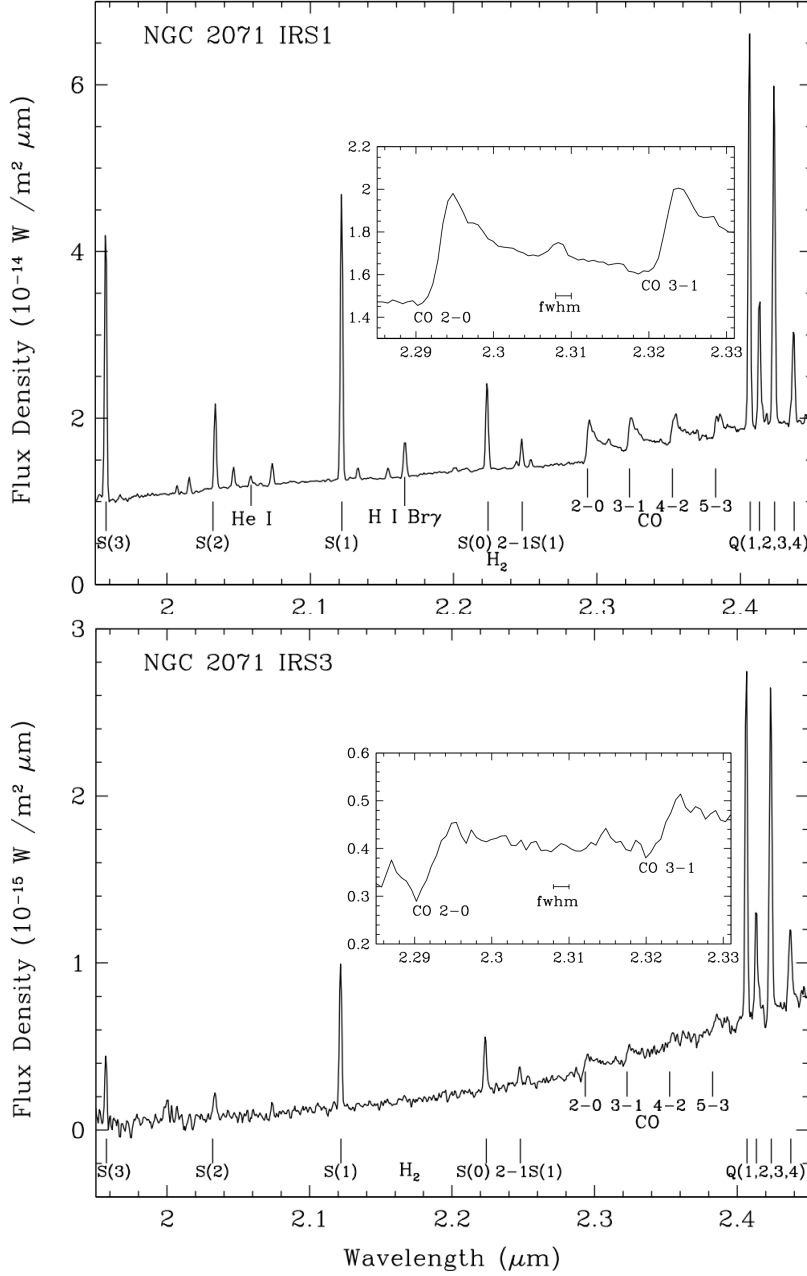 NGC 2071 IRS1
Flux Density (10⁻¹⁴ W /m² μm)
6
4
2
0
2.2
2
1.8
1.6
1.4
CO 2-0
fwhm
CO 3-1
2.29 2.3 2.31 2.32 2.33
2-0 3-1 4-2 5-3
CO
He I
H I Brγ
S(3) S(2) S(1) S(0) 2-1S(1) Q(1,2,3,4)
H₂
2 2.1 2.2 2.3 2.4
NGC 2071 IRS3
Flux Density (10⁻¹⁵ W /m² μm)
3
2
1
0
0.6
0.5
0.4
0.3
0.2
CO 2-0
fwhm
CO 3-1
2.29 2.3 2.31 2.32 2.33
2-0 3-1 4-2 5-3
CO
S(3) S(2) S(1) H₂ S(0) 2-1S(1) Q(1,2,3,4)
2 2.1 2.2 2.3 2.4
Wavelength (μm)